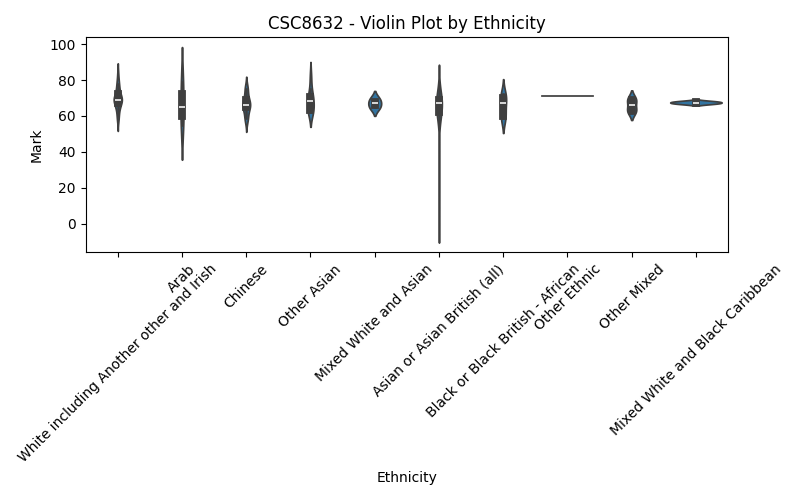 CSC8632 - Violin Plot by Ethnicity
Mark
100
80
60
40
20
0
White including Another other and Irish
Arab
Chinese
Other Asian
Mixed White and Asian
Asian or Asian British (all)
Black or Black British - African
Other Ethnic
Other Mixed
Mixed White and Black Caribbean
Ethnicity